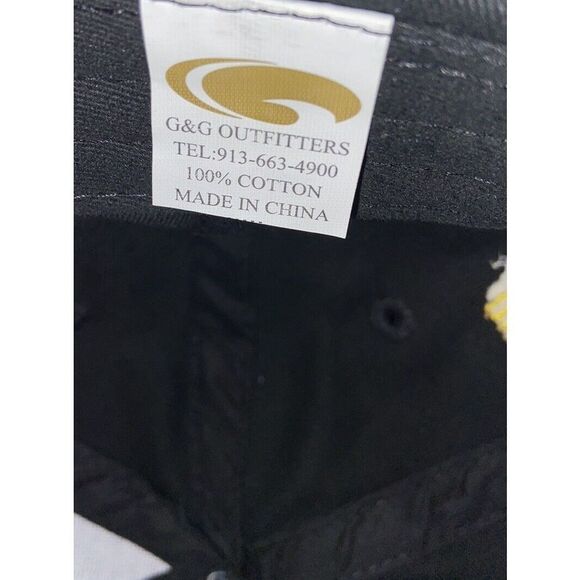 G&G OUTFITTERS
TEL:913-663-4900
100% COTTON
MADE IN CHINA